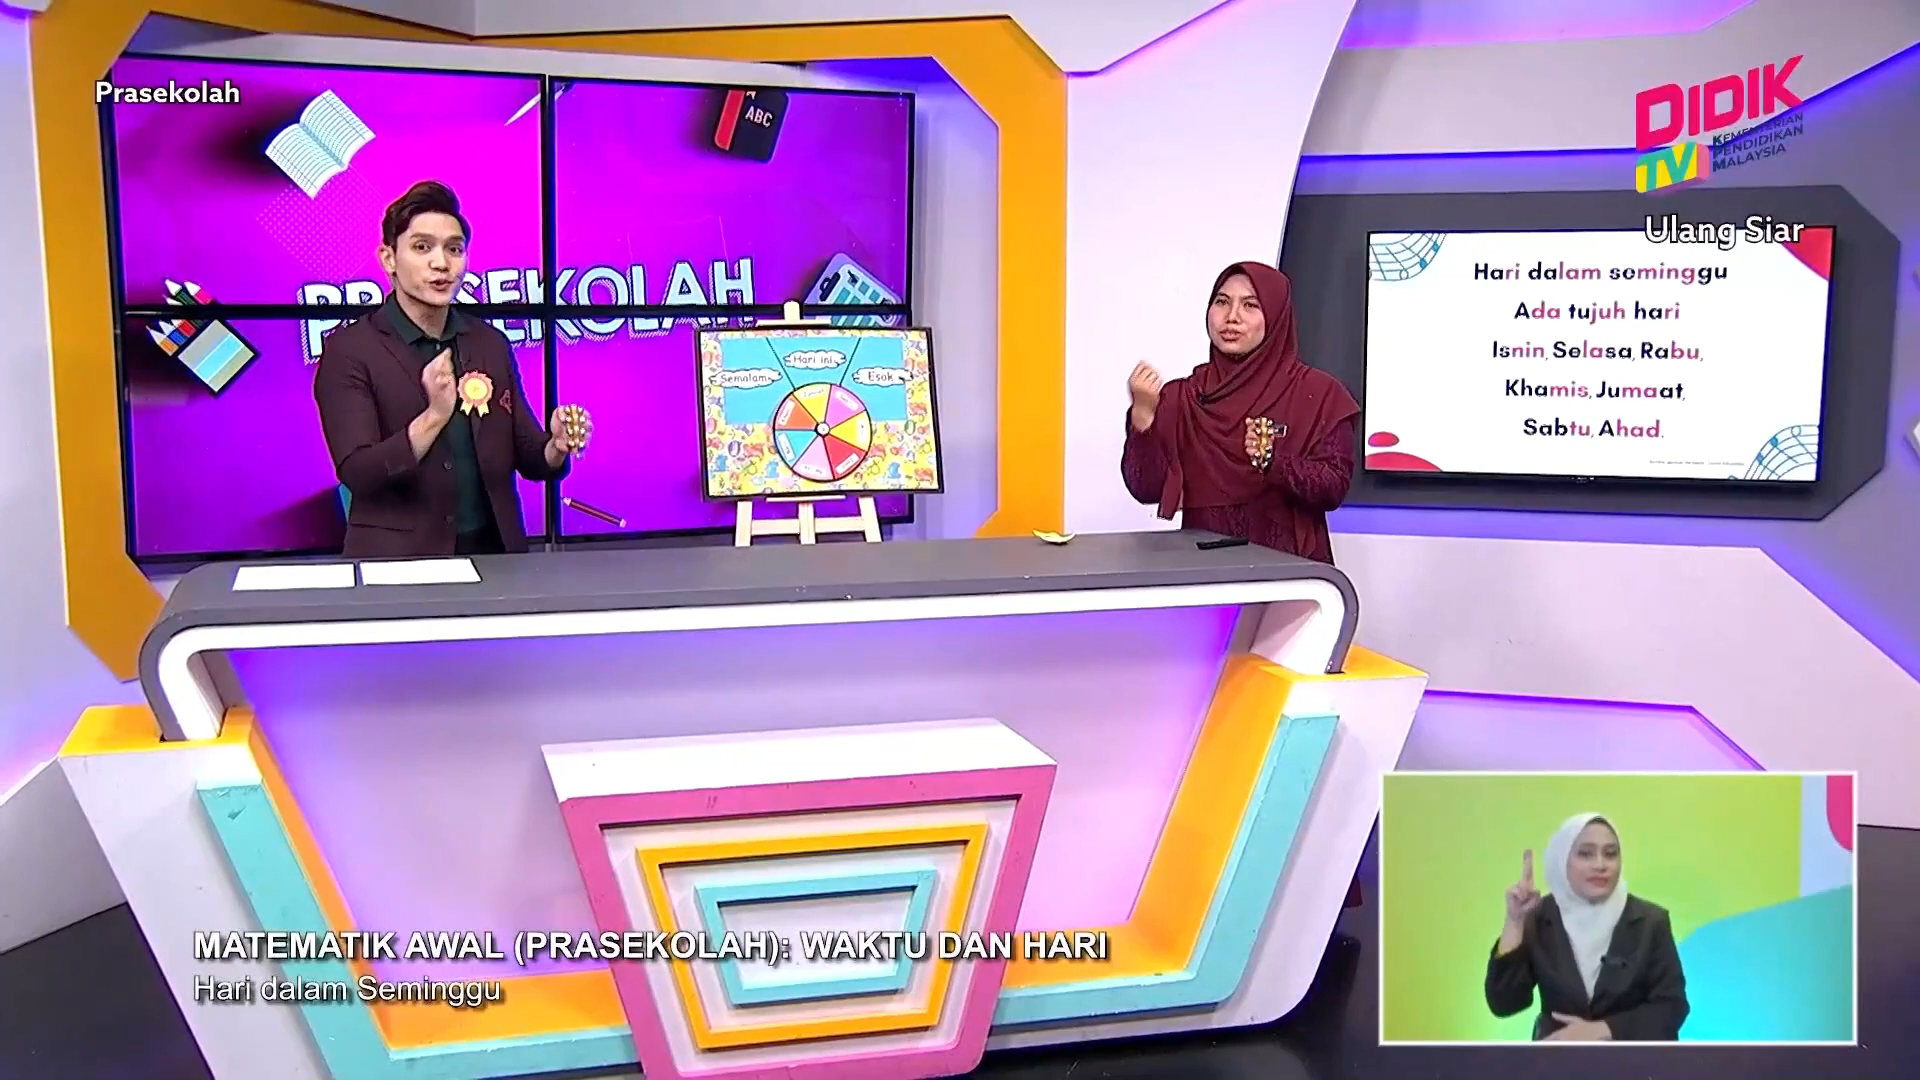 Prasekolah
ABC
PRASEKOLAH
DIDIK
TV
KEMENTERIAN
PENDIDIKAN
MALAYSIA
Ulang Siar
Hari dalam seminggu
Ada tujuh hari
Isnin, Selasa, Rabu,
Khamis, Jumaat,
Sabtu, Ahad.
Hari ini
Semalam
Esok
MATEMATIK AWAL (PRASEKOLAH): WAKTU DAN HARI
Hari dalam Seminggu